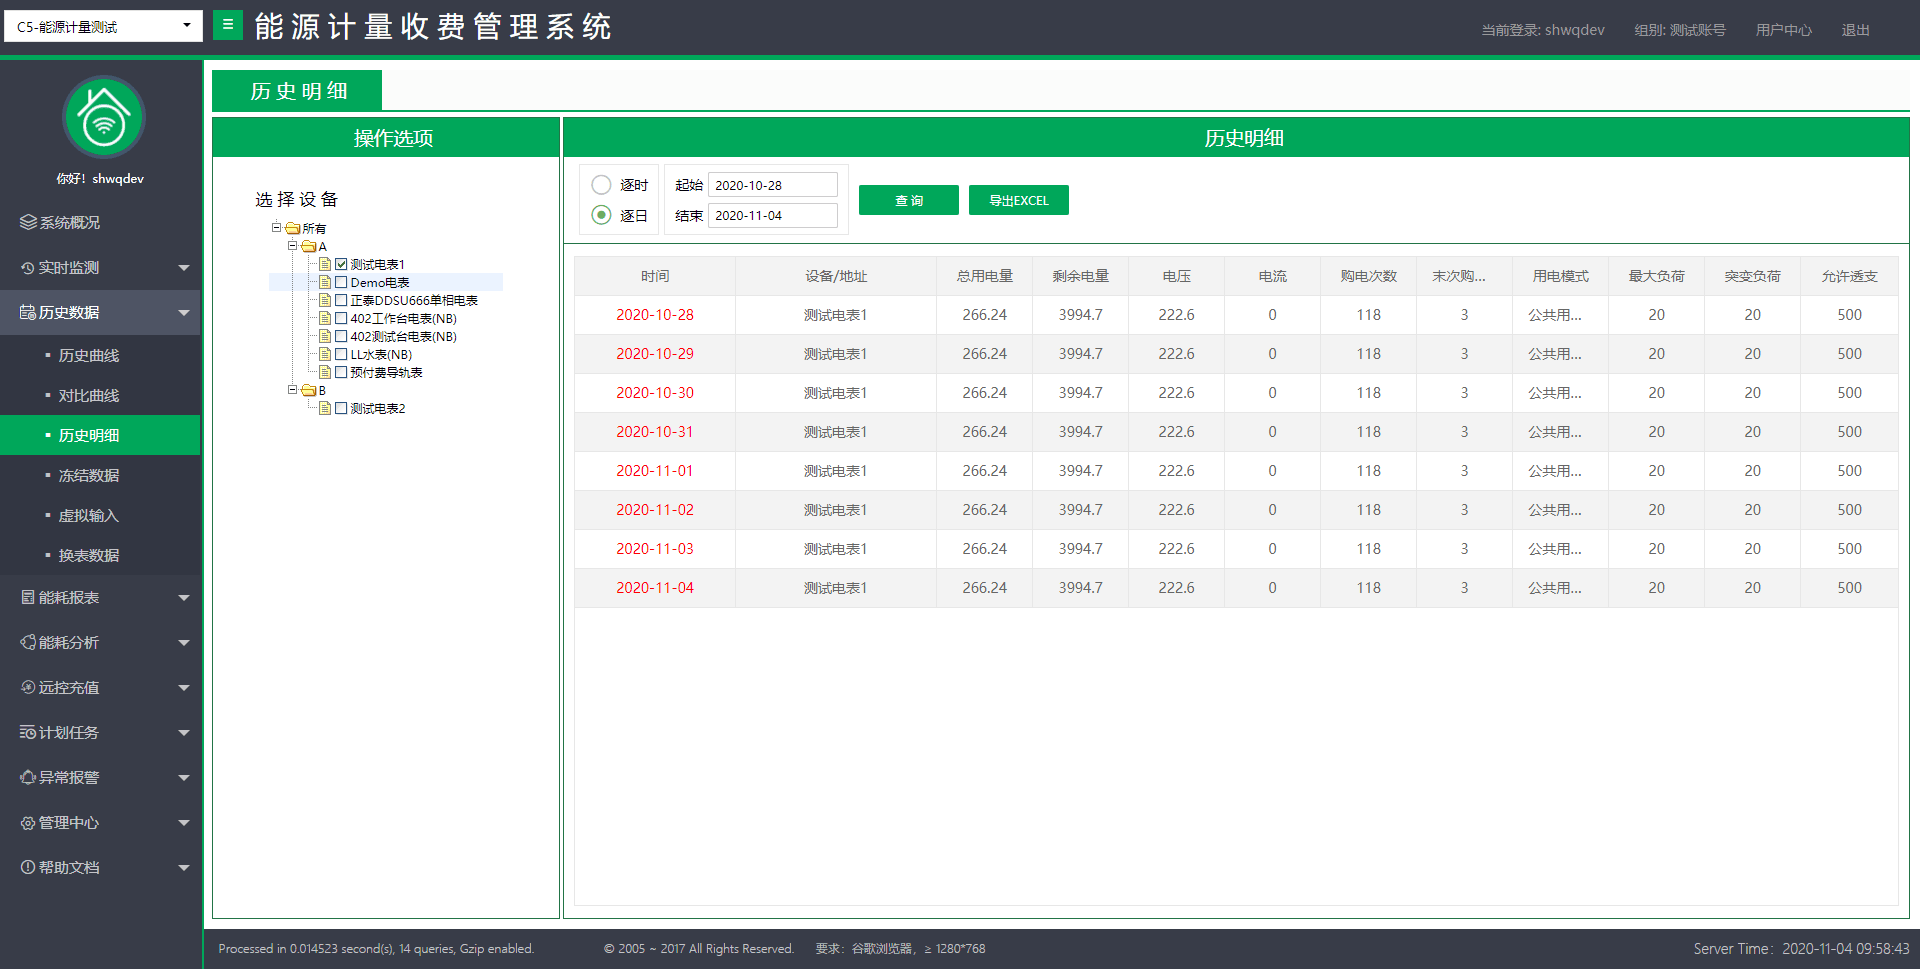 C5-能源计量测试
能源计量收费管理系统
当前登录: shwqdev 组别: 测试账号 用户中心 退出
你好！shwqdev
系统概况
实时监测
历史数据
历史曲线
对比曲线
历史明细
冻结数据
虚拟输入
换表数据
能耗报表
能耗分析
远控充值
计划任务
异常报警
管理中心
帮助文档
历史明细
操作选项
选择设备
所有
A
测试电表1
Demo电表
正泰DDSU666单相电表
402工作台电表(NB)
402测试台电表(NB)
LL水表(NB)
预付费导轨表
B
测试电表2
历史明细
逐时
逐日
起始 2020-10-28
结束 2020-11-04
查 询
导出EXCEL
时间 设备/地址 总用电量 剩余电量 电压 电流 购电次数 末次购... 用电模式 最大负荷 突变负荷 允许透支
2020-10-28 测试电表1 266.24 3994.7 222.6 0 118 3 公共用... 20 20 500
2020-10-29 测试电表1 266.24 3994.7 222.6 0 118 3 公共用... 20 20 500
2020-10-30 测试电表1 266.24 3994.7 222.6 0 118 3 公共用... 20 20 500
2020-10-31 测试电表1 266.24 3994.7 222.6 0 118 3 公共用... 20 20 500
2020-11-01 测试电表1 266.24 3994.7 222.6 0 118 3 公共用... 20 20 500
2020-11-02 测试电表1 266.24 3994.7 222.6 0 118 3 公共用... 20 20 500
2020-11-03 测试电表1 266.24 3994.7 222.6 0 118 3 公共用... 20 20 500
2020-11-04 测试电表1 266.24 3994.7 222.6 0 118 3 公共用... 20 20 500
Processed in 0.014523 second(s), 14 queries, Gzip enabled. © 2005 ~ 2017 All Rights Reserved. 要求：谷歌浏览器，≥ 1280*768 Server Time：2020-11-04 09:58:43